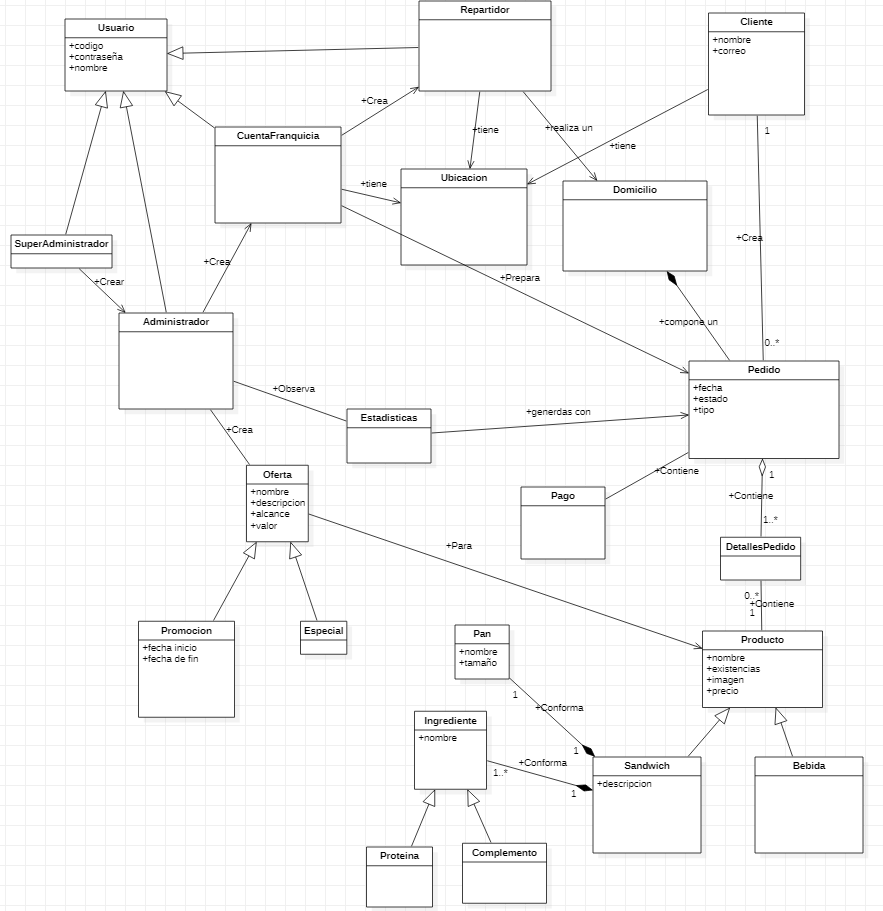 Usuario
+codigo
+contraseña
+nombre
Repartidor
Cliente
+nombre
+correo
+Crea
CuentaFranquicia
+tiene
+realiza un
+tiene
1
Ubicacion
+tiene
Domicilio
SuperAdministrador
+Crea
+Crea
+Crear
+Prepara
Administrador
+compone un
0..*
Pedido
+fecha
+estado
+tipo
+Observa
Estadisticas
+generdas con
+Crea
Oferta
+nombre
+descripcion
+alcance
+valor
+Contiene
1
Pago
+Contiene
1..*
+Para
DetallesPedido
0..*
+Contiene
1
Promocion
+fecha inicio
+fecha de fin
Especial
Pan
+nombre
+tamaño
Producto
+nombre
+existencias
+imagen
+precio
1
+Conforma
1
Ingrediente
+nombre
+Conforma
1..*
1
Sandwich
+descripcion
Bebida
Proteina
Complemento